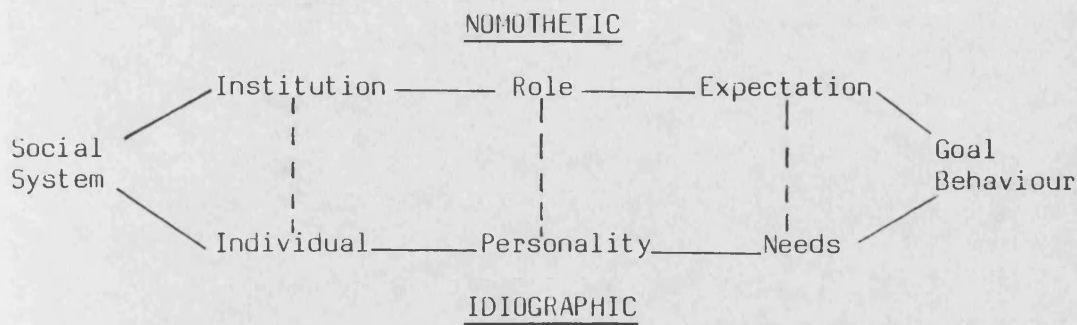 NOMOTHETIC
Institution Role Expectation
Social
System
Goal
Behaviour
Individual Personality Needs
IDIOGRAPHIC